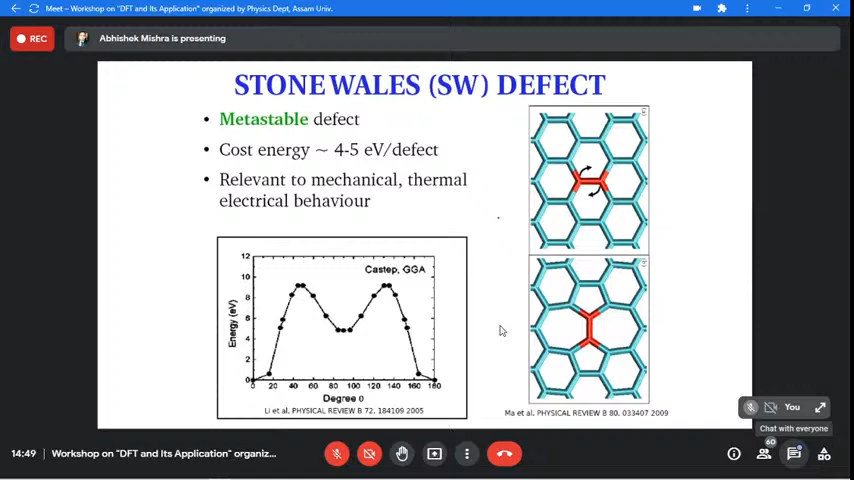 Meet – Workshop on "DFT and Its Application" organized by Physics Dept, Assam Univ.
REC
Abhishek Mishra is presenting
STONE WALES (SW) DEFECT
• Metastable defect
• Cost energy ~ 4-5 eV/defect
• Relevant to mechanical, thermal
electrical behaviour
Castep, GGA
Energy (eV)
12
10
8
6
4
2
0
0 20 40 60 80 100 120 140 160 180
Degree θ
Li et al. PHYSICAL REVIEW B 72, 184109 2005
(a)
(b)
Ma et al. PHYSICAL REVIEW B 80, 033407 2009
You
Chat with everyone
14:49
Workshop on "DFT and Its Application" organiz...
60